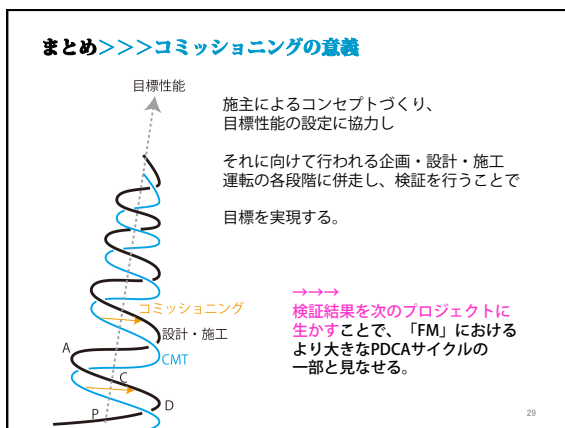 まとめ>>>コミッショニングの意義
目標性能
施主によるコンセプトづくり、
目標性能の設定に協力し
それに向けて行われる企画・設計・施工
運転の各段階に併走し、検証を行うことで
目標を実現する。
コミッショニング
設計・施工
CMT
A
C
D
P
→→→
検証結果を次のプロジェクトに
生かすことで、「FM」における
より大きなPDCAサイクルの
一部と見なせる。
29